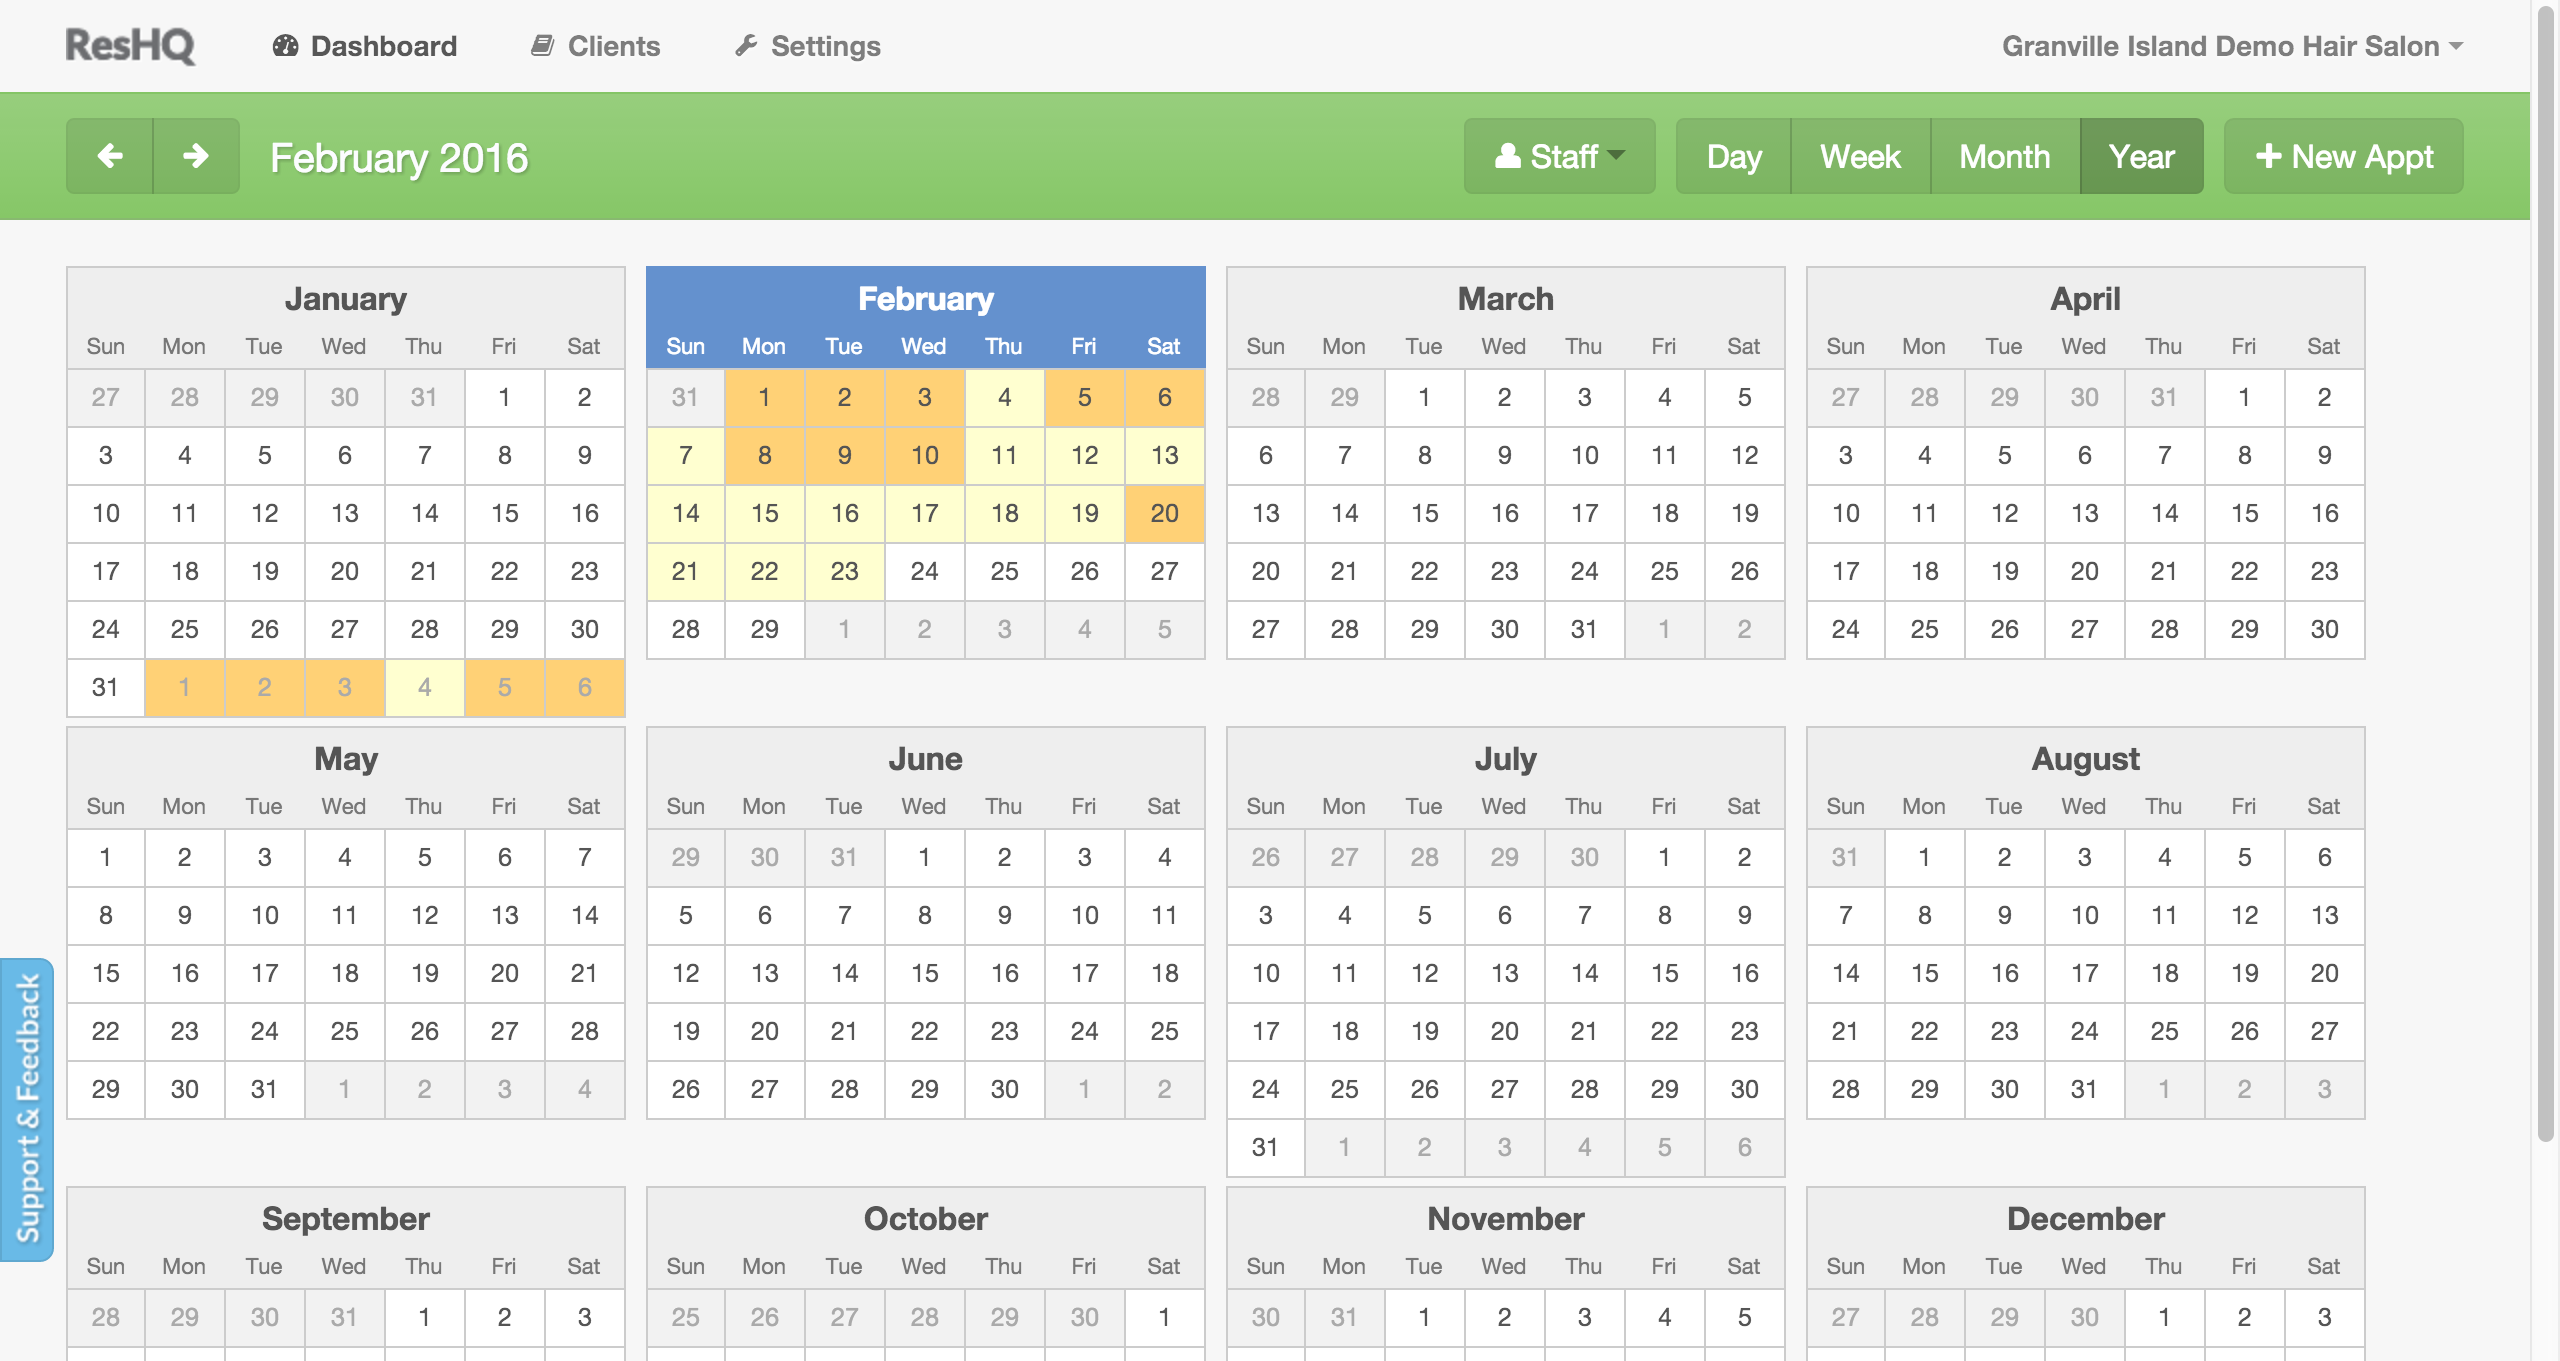 ResHQ Dashboard Clients Settings Granville Island Demo Hair Salon
February 2016 Staff Day Week Month Year New Appt
January
Sun Mon Tue Wed Thu Fri Sat
27 28 29 30 31 1 2
3 4 5 6 7 8 9
10 11 12 13 14 15 16
17 18 19 20 21 22 23
24 25 26 27 28 29 30
31 1 2 3 4 5 6
February
Sun Mon Tue Wed Thu Fri Sat
31 1 2 3 4 5 6
7 8 9 10 11 12 13
14 15 16 17 18 19 20
21 22 23 24 25 26 27
28 29 1 2 3 4 5
March
Sun Mon Tue Wed Thu Fri Sat
28 29 1 2 3 4 5
6 7 8 9 10 11 12
13 14 15 16 17 18 19
20 21 22 23 24 25 26
27 28 29 30 31 1 2
April
Sun Mon Tue Wed Thu Fri Sat
27 28 29 30 31 1 2
3 4 5 6 7 8 9
10 11 12 13 14 15 16
17 18 19 20 21 22 23
24 25 26 27 28 29 30
May
Sun Mon Tue Wed Thu Fri Sat
1 2 3 4 5 6 7
8 9 10 11 12 13 14
15 16 17 18 19 20 21
22 23 24 25 26 27 28
29 30 31 1 2 3 4
June
Sun Mon Tue Wed Thu Fri Sat
29 30 31 1 2 3 4
5 6 7 8 9 10 11
12 13 14 15 16 17 18
19 20 21 22 23 24 25
26 27 28 29 30 1 2
July
Sun Mon Tue Wed Thu Fri Sat
26 27 28 29 30 1 2
3 4 5 6 7 8 9
10 11 12 13 14 15 16
17 18 19 20 21 22 23
24 25 26 27 28 29 30
31 1 2 3 4 5 6
August
Sun Mon Tue Wed Thu Fri Sat
31 1 2 3 4 5 6
7 8 9 10 11 12 13
14 15 16 17 18 19 20
21 22 23 24 25 26 27
28 29 30 31 1 2 3
September
Sun Mon Tue Wed Thu Fri Sat
28 29 30 31 1 2 3
October
Sun Mon Tue Wed Thu Fri Sat
25 26 27 28 29 30 1
November
Sun Mon Tue Wed Thu Fri Sat
30 31 1 2 3 4 5
December
Sun Mon Tue Wed Thu Fri Sat
27 28 29 30 1 2 3
Support & Feedback